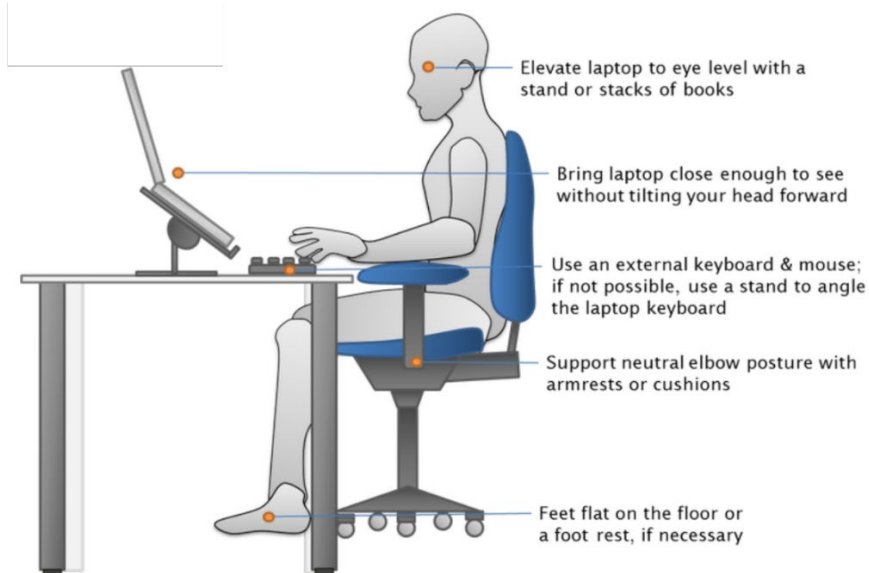 Elevate laptop to eye level with a
stand or stacks of books
Bring laptop close enough to see
without tilting your head forward
Use an external keyboard & mouse;
if not possible, use a stand to angle
the laptop keyboard
Support neutral elbow posture with
armrests or cushions
Feet flat on the floor or
a foot rest, if necessary